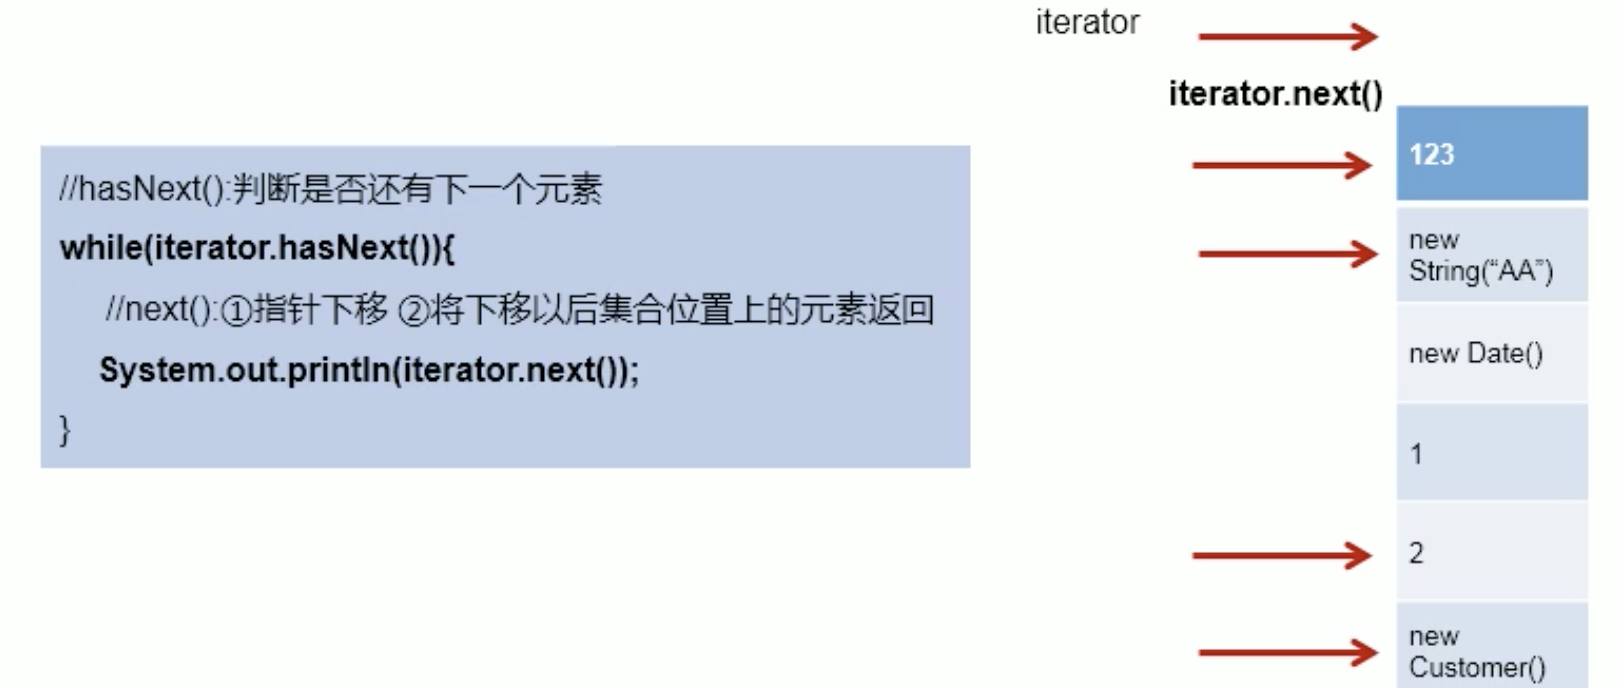 iterator
iterator.next()
//hasNext():判断是否还有下一个元素
while(iterator.hasNext()){
//next():①指针下移 ②将下移以后集合位置上的元素返回
System.out.println(iterator.next());
}
123
new
String(“AA”)
new Date()
1
2
new
Customer()